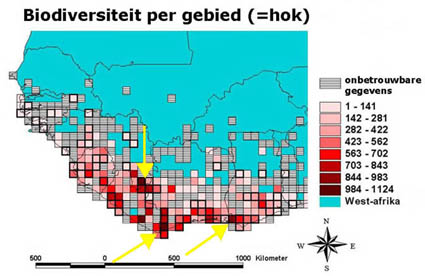 Biodiversiteit per gebied (=hok)
onbetrouwbare
gegevens
1 - 141
142 - 281
282 - 422
423 - 562
563 - 702
703 - 843
844 - 983
984 - 1124
West-afrika
N
W
E
S
500
0
500
1000
Kilometer